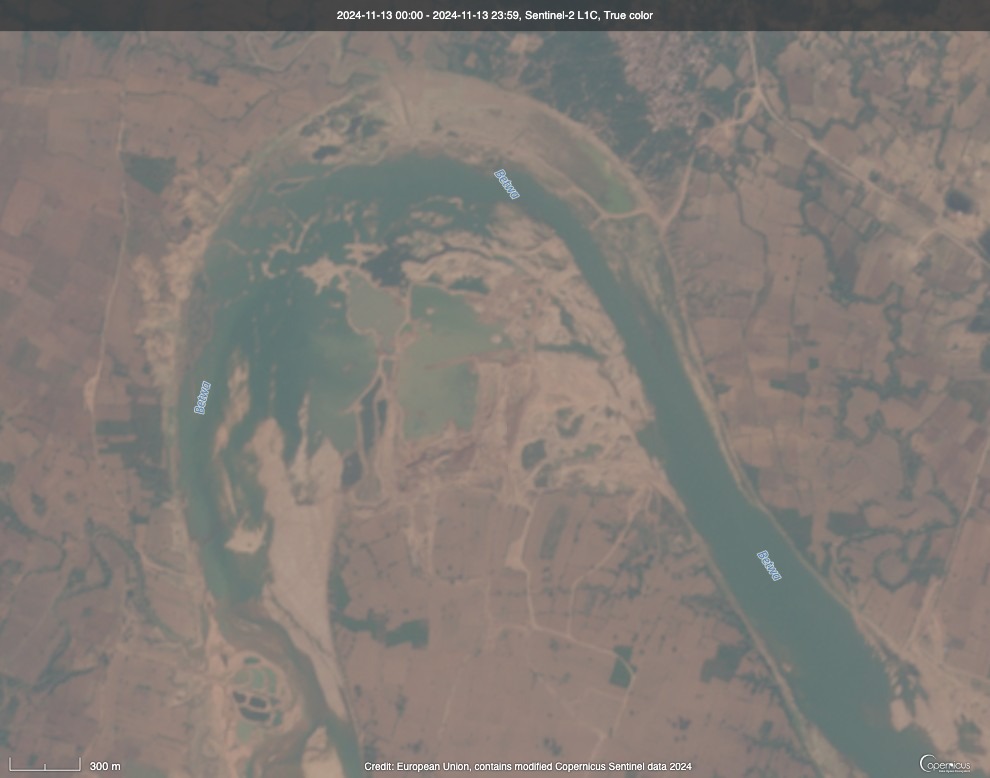 2024-11-13 00:00 - 2024-11-13 23:59, Sentinel-2 L1C, True color
Betwa
Betwa
Betwa
300 m
Credit: European Union, contains modified Copernicus Sentinel data 2024
Copernicus